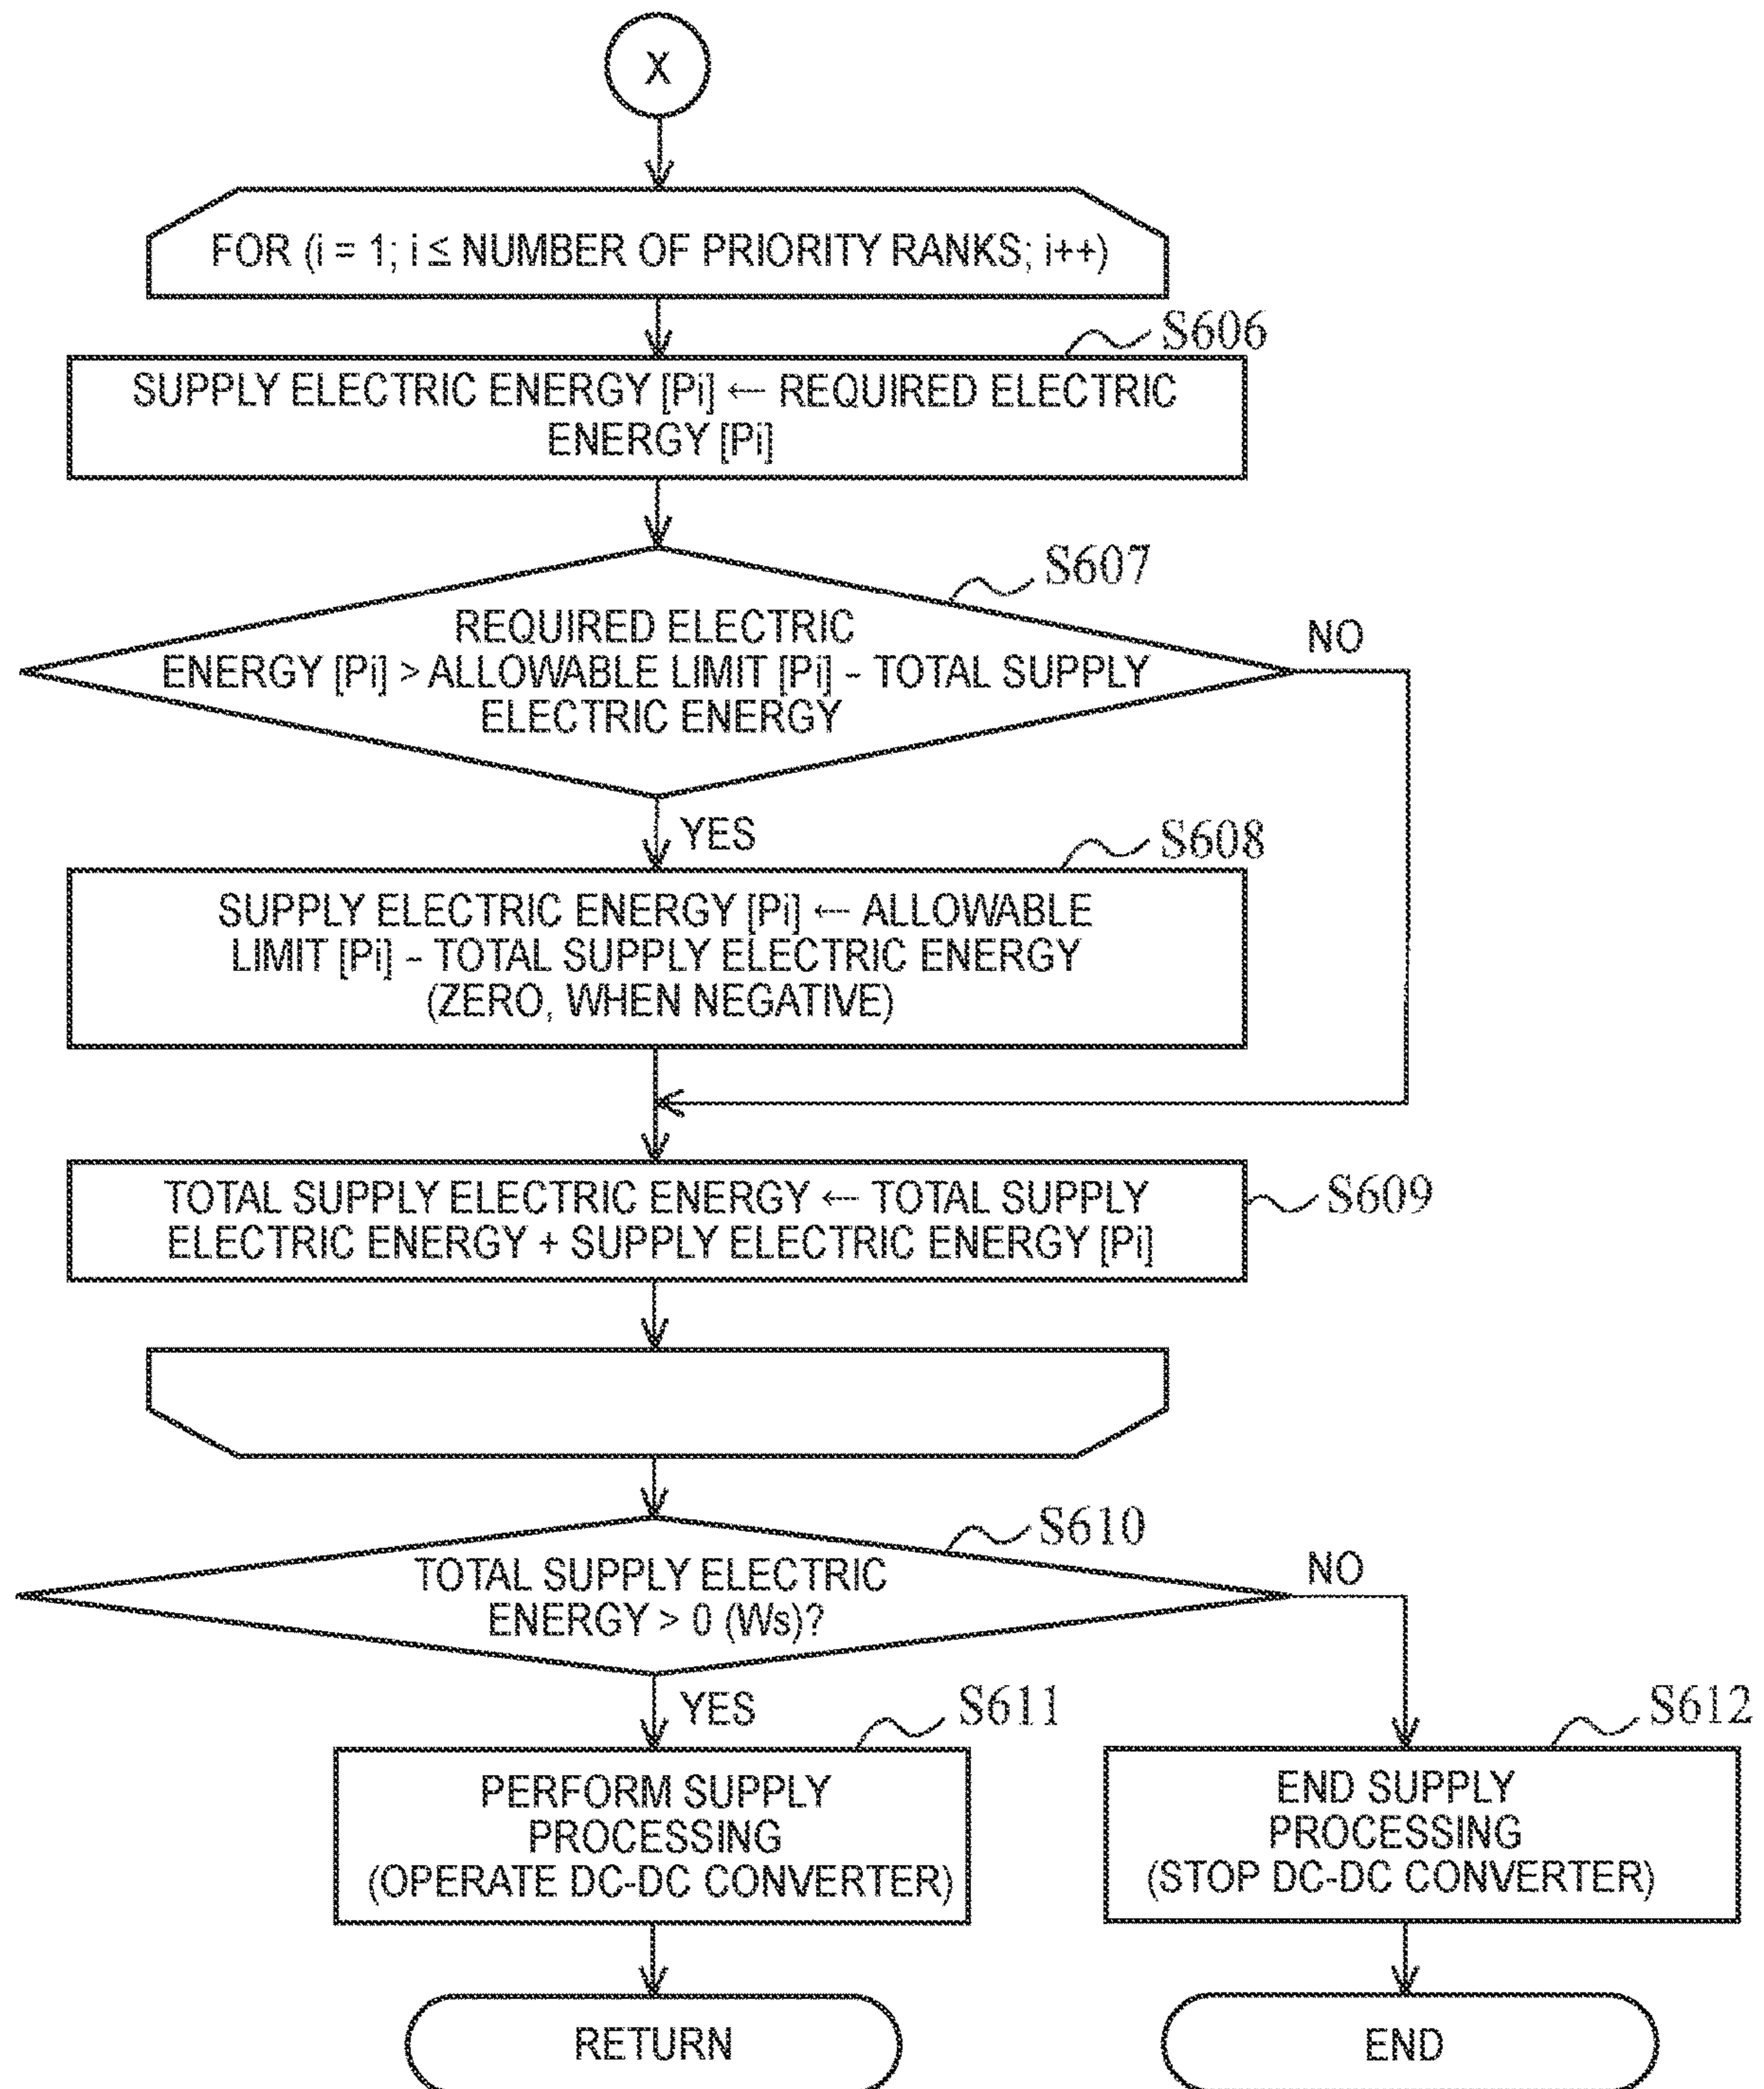 X
FOR (i = 1; i ≤ NUMBER OF PRIORITY RANKS; i++)
S606
SUPPLY ELECTRIC ENERGY [Pi] ← REQUIRED ELECTRIC
ENERGY [Pi]
S607
REQUIRED ELECTRIC
ENERGY [Pi] > ALLOWABLE LIMIT [Pi] - TOTAL SUPPLY
ELECTRIC ENERGY
NO
YES
S608
SUPPLY ELECTRIC ENERGY [Pi] ← ALLOWABLE
LIMIT [Pi] - TOTAL SUPPLY ELECTRIC ENERGY
(ZERO, WHEN NEGATIVE)
TOTAL SUPPLY ELECTRIC ENERGY ← TOTAL SUPPLY
ELECTRIC ENERGY + SUPPLY ELECTRIC ENERGY [Pi]
S609
S610
TOTAL SUPPLY ELECTRIC
ENERGY > 0 (Ws)?
NO
YES
S611
PERFORM SUPPLY
PROCESSING
(OPERATE DC-DC CONVERTER)
S612
END SUPPLY
PROCESSING
(STOP DC-DC CONVERTER)
RETURN
END